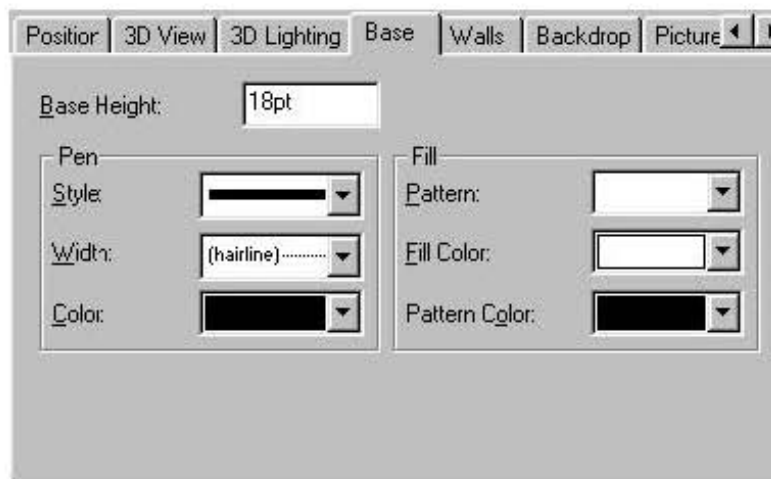 Position 3D View 3D Lighting Base Walls Backdrop Picture
Base Height: 18pt
Pen
Style:
Width: (hairline)
Color:
Fill
Pattern:
Fill Color:
Pattern Color: